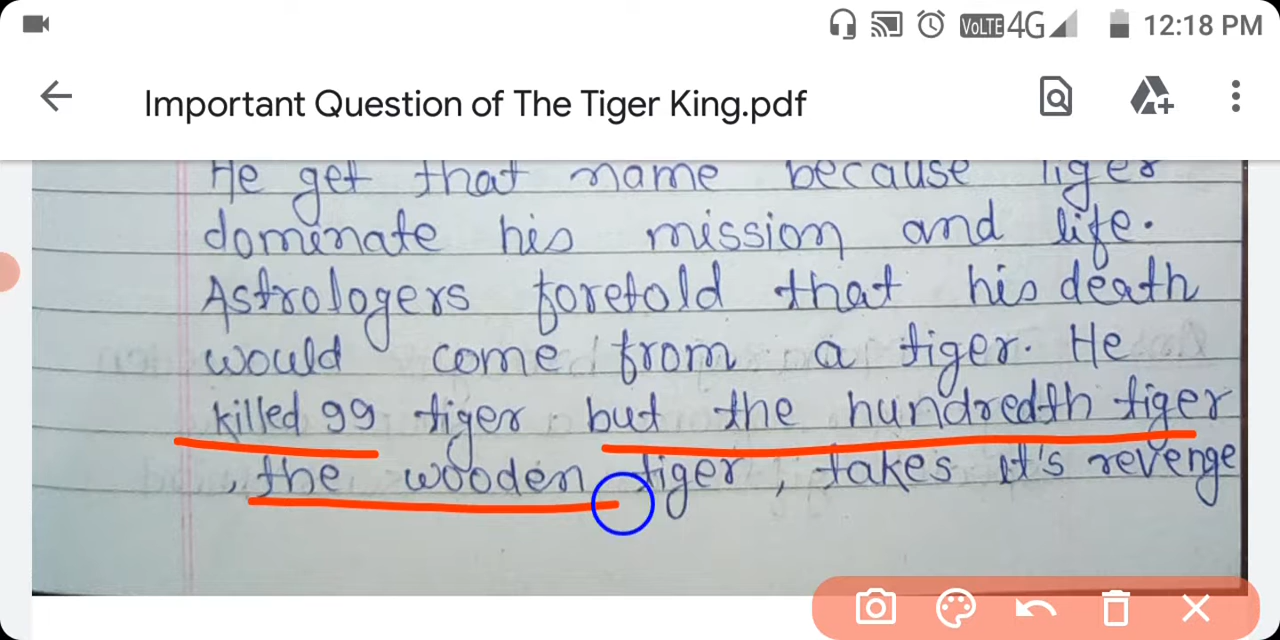 VoLTE 4G 12:18 PM
Important Question of The Tiger King.pdf
He get that name because Tiger
dominate his mission and life.
Astrologers foretold that his death
would come from a tiger. He
killed 99 tiger but the hundredth tiger
, the wooden tiger, takes it's revenge